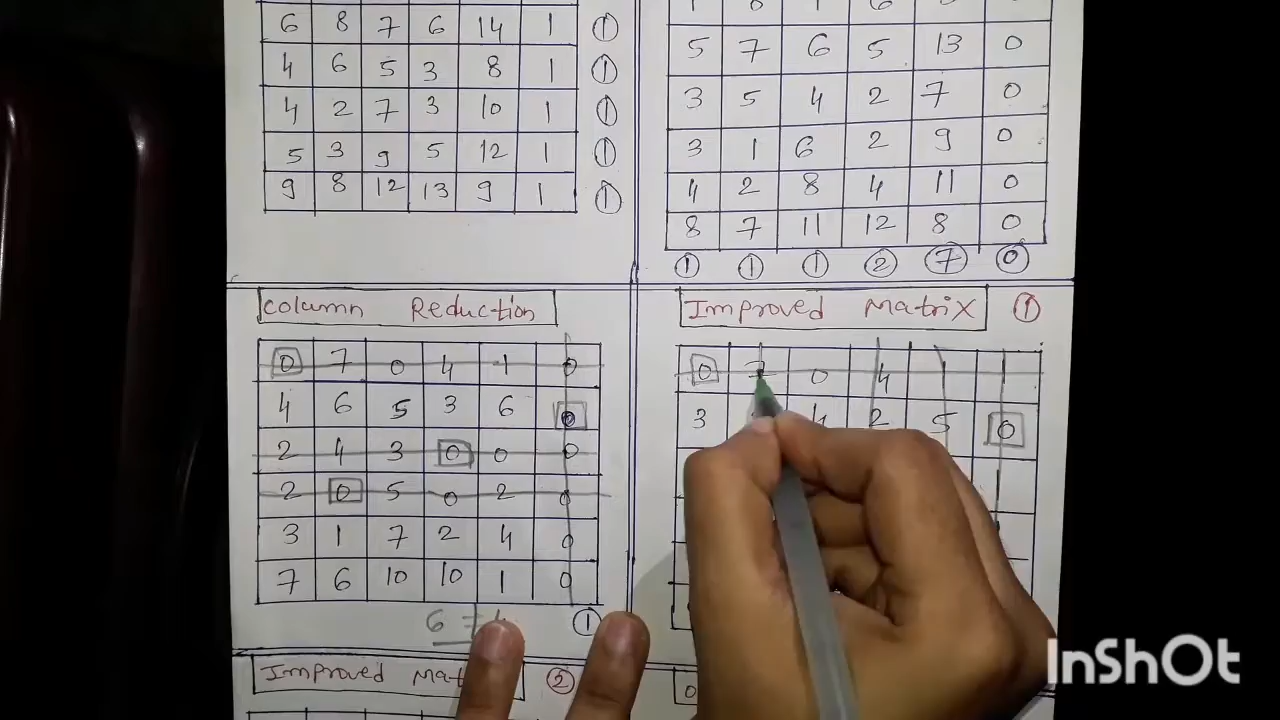 6 8 7 6 14 1 1
4 6 5 3 8 1 1
4 2 7 3 10 1 1
5 3 9 5 12 1 1
9 8 12 13 9 1 1
5 7 6 5 13 0
3 5 4 2 7 0
3 1 6 2 9 0
4 2 8 4 11 0
8 7 11 12 8 0
1 1 1 2 7 0
Column Reduction
0 7 0 4 1 0
4 6 5 3 6 0
2 4 3 0 0 0
2 0 5 0 2 0
3 1 7 2 4 0
7 6 10 10 1 0
6 ≠
1
Improved Matrix 1
0 0 4
3 4 2 5 0
Improved Mat 2
InShOt